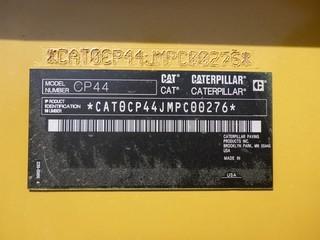 *CAT0CP44JMPC00276*
MODEL NUMBER CP44
CAT® CATERPILLAR®
CAT® CATERPILLAR®
PRODUCT IDENTIFICATION NUMBER *CAT0CP44JMPC00276*
CATERPILLAR PAVING
PRODUCTS INC.
BROOKLYN PARK, MN 55445
USA
MADE IN
USA